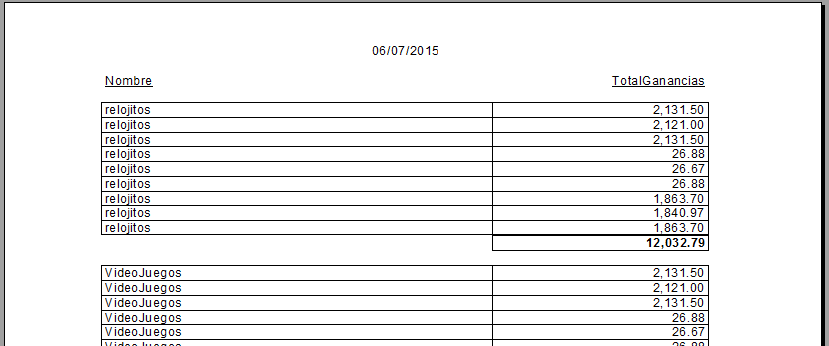 06/07/2015
Nombre TotalGanancias
relojitos 2,131.50
relojitos 2,121.00
relojitos 2,131.50
relojitos 26.88
relojitos 26.67
relojitos 26.88
relojitos 1,863.70
relojitos 1,840.97
relojitos 1,863.70
12,032.79
VideoJuegos 2,131.50
VideoJuegos 2,121.00
VideoJuegos 2,131.50
VideoJuegos 26.88
VideoJuegos 26.67
VideoJuegos 26.88